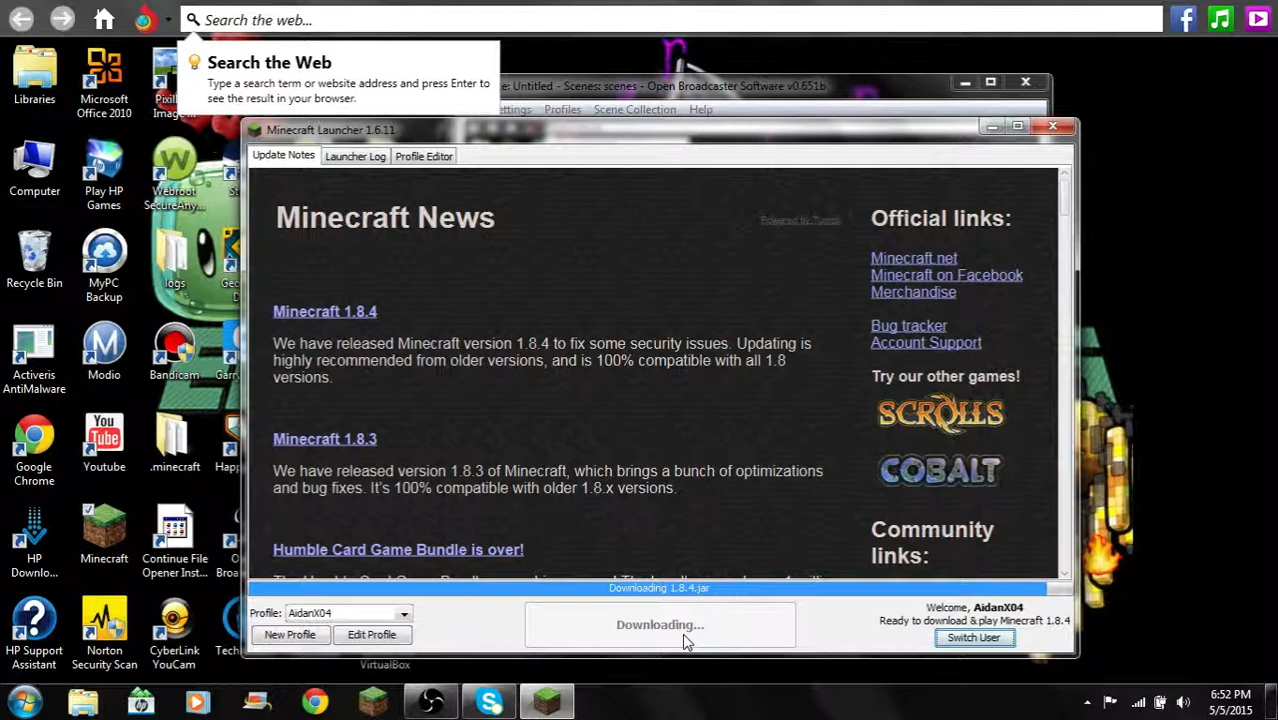 Search the web...
Search the Web
Type a search term or website address and press Enter to
see the result in your browser.
: Untitled - Scenes: scenes - Open Broadcaster Software v0.651b
ettings Profiles Scene Collection Help
Minecraft Launcher 1.6.11
Update Notes Launcher Log Profile Editor
Minecraft News
Powered by Tumblr
Minecraft 1.8.4
We have released Minecraft version 1.8.4 to fix some security issues. Updating is
highly recommended from older versions, and is 100% compatible with all 1.8
versions.
Minecraft 1.8.3
We have released version 1.8.3 of Minecraft, which brings a bunch of optimizations
and bug fixes. It's 100% compatible with older 1.8.x versions.
Humble Card Game Bundle is over!
Official links:
Minecraft.net
Minecraft on Facebook
Merchandise
Bug tracker
Account Support
Try our other games!
SCROLLS
COBALT
Community
links:
Downloading 1.8.4.jar
Profile: AidanX04
New Profile Edit Profile
Downloading...
Welcome, AidanX04
Ready to download & play Minecraft 1.8.4
Switch User
Libraries
Microsoft
Office 2010
Computer
Play HP
Games
Webroot
SecureAny...
Recycle Bin
MyPC
Backup
logs
Activeris
AntiMalware
Modio
Bandicam
Google
Chrome
You
Tube
Youtube
.minecraft
HP
Downlo...
Minecraft
Continue File
Opener Inst...
HP Support
Assistant
Norton
Security Scan
CyberLink
YouCam
VirtualBox
6:52 PM
5/5/2015